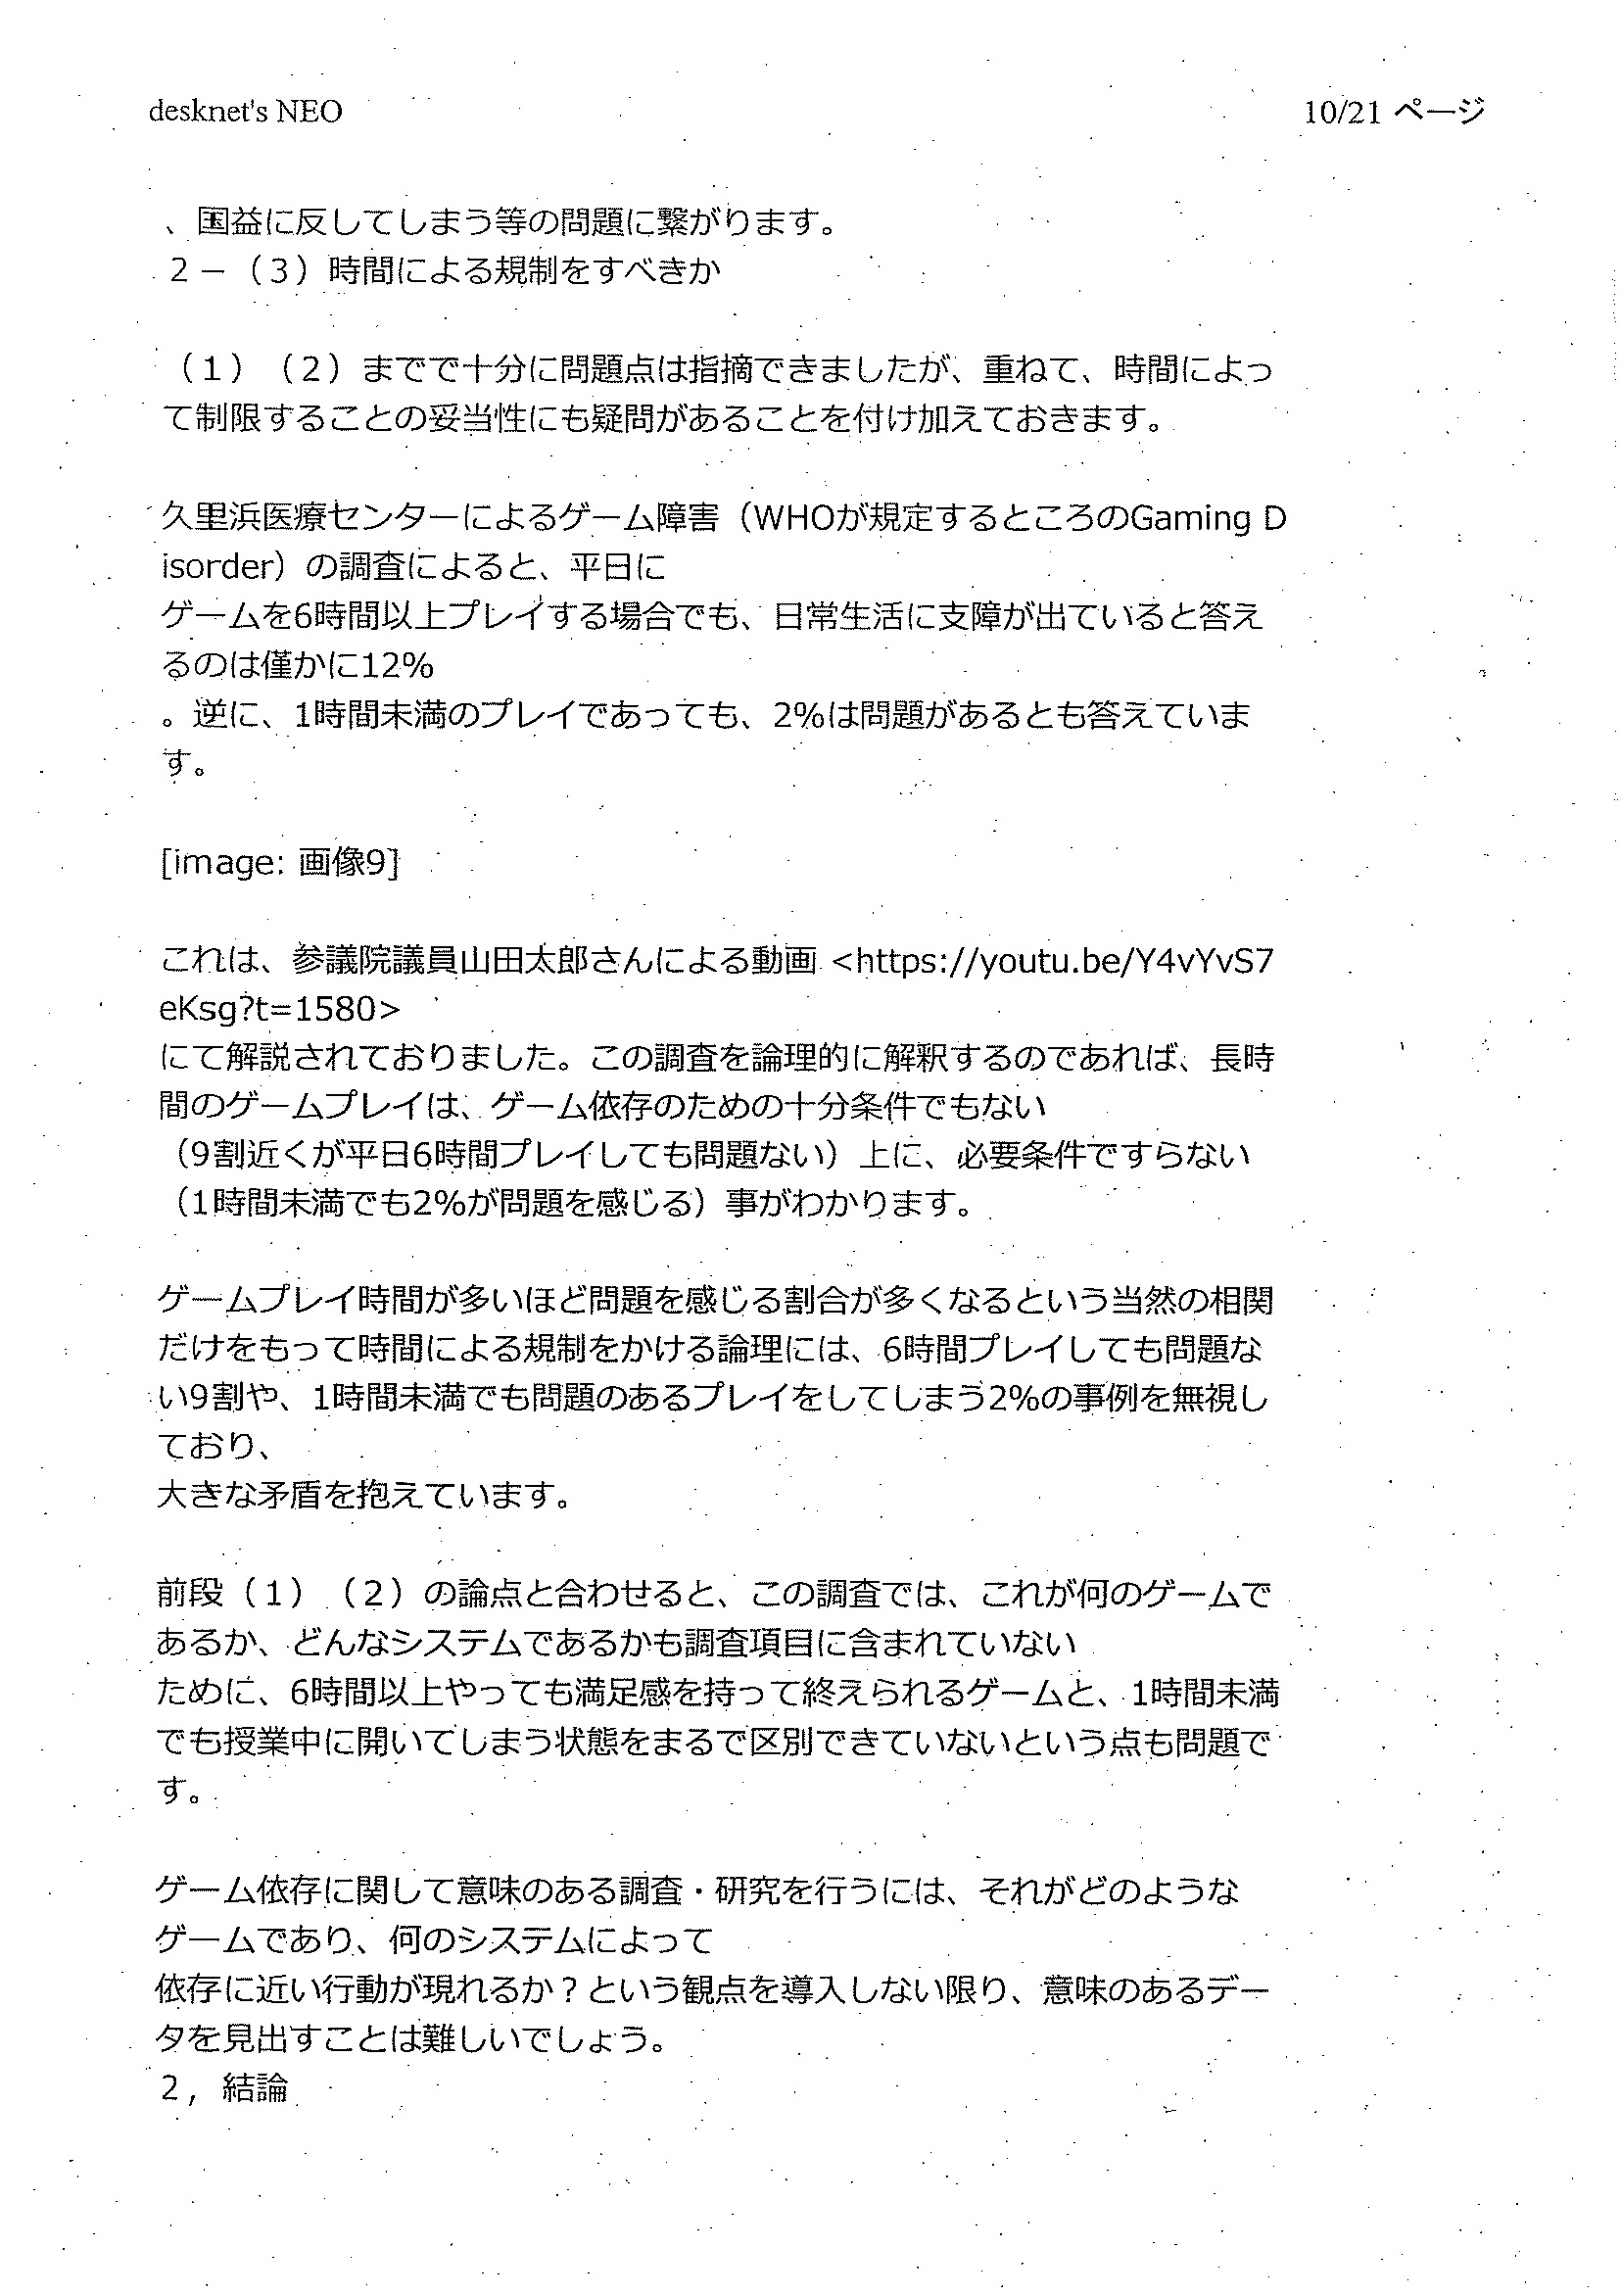 desknet's NEO
10/21 ページ
、国益に反してしまう等の問題に繋がります。
２－（３）時間による規制をすべきか
（１）（２）までで十分に問題点は指摘できましたが、重ねて、時間によっ
て制限することの妥当性にも疑問があることを付け加えておきます。
久里浜医療センターによるゲーム障害（WHOが規定するところのGaming D
isorder）の調査によると、平日に
ゲームを6時間以上プレイする場合でも、日常生活に支障が出ていると答え
るのは僅かに12%
。逆に、1時間未満のプレイであっても、2%は問題があるとも答えていま
す。
[image: 画像9]
これは、参議院議員山田太郎さんによる動画 <https://youtu.be/Y4vYvS7
eKsg?t=1580>
にて解説されておりました。この調査を論理的に解釈するのであれば、長時
間のゲームプレイは、ゲーム依存のための十分条件でもない
（9割近くが平日6時間プレイしても問題ない）上に、必要条件ですらない
（1時間未満でも2%が問題を感じる）事がわかります。
ゲームプレイ時間が多いほど問題を感じる割合が多くなるという当然の相関
だけをもって時間による規制をかける論理には、6時間プレイしても問題な
い9割や、1時間未満でも問題のあるプレイをしてしまう2%の事例を無視し
ており、
大きな矛盾を抱えています。
前段（１）（２）の論点と合わせると、この調査では、これが何のゲームで
あるか、どんなシステムであるかも調査項目に含まれていない
ために、6時間以上やっても満足感を持って終えられるゲームと、1時間未満
でも授業中に開いてしまう状態をまるで区別できていないという点も問題で
す。
ゲーム依存に関して意味のある調査・研究を行うには、それがどのような
ゲームであり、何のシステムによって
依存に近い行動が現れるか？という観点を導入しない限り、意味のあるデー
タを見出すことは難しいでしょう。
２，結論